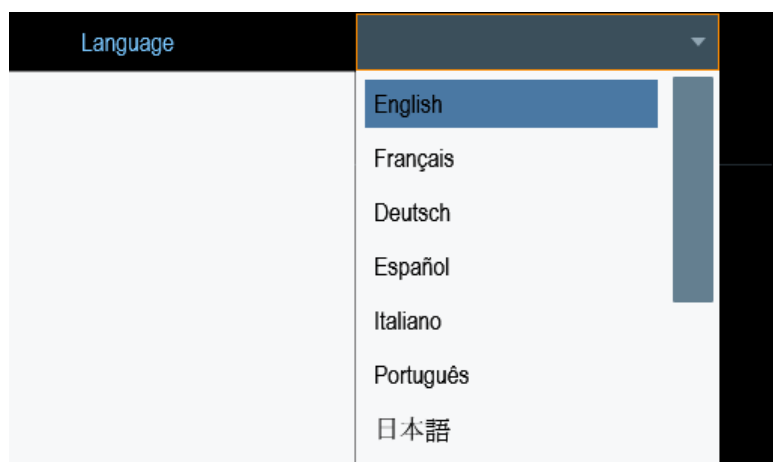 Language
English
Français
Deutsch
Español
Italiano
Português
日本語